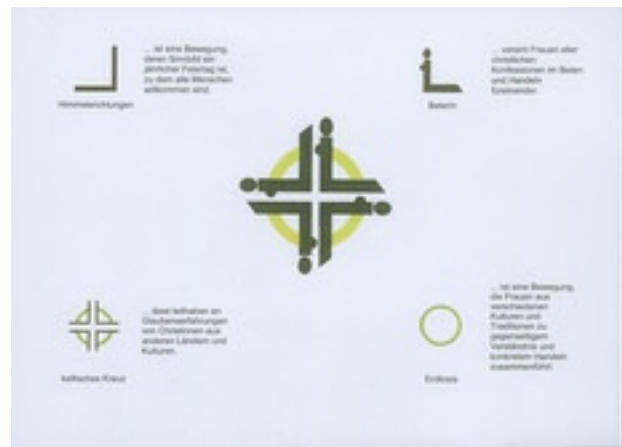 ... ist eine Bewegung,
deren Sinnbild ein
jährlicher Feiertag ist,
zu dem alle Menschen
willkommen sind.
Himmelsrichtungen
... vereint Frauen aller
christlichen
Konfessionen im Beten
und Handeln
füreinander.
Beterin
... lässt teilhaben an
Glaubenserfahrungen
von Christinnen aus
anderen Ländern und
Kulturen.
keltisches Kreuz
... ist eine Bewegung,
die Frauen aus
verschiedenen
Kulturen und
Traditionen zu
gegenseitigem
Verständnis und
konkretem Handeln
zusammenführt.
Erdkreis